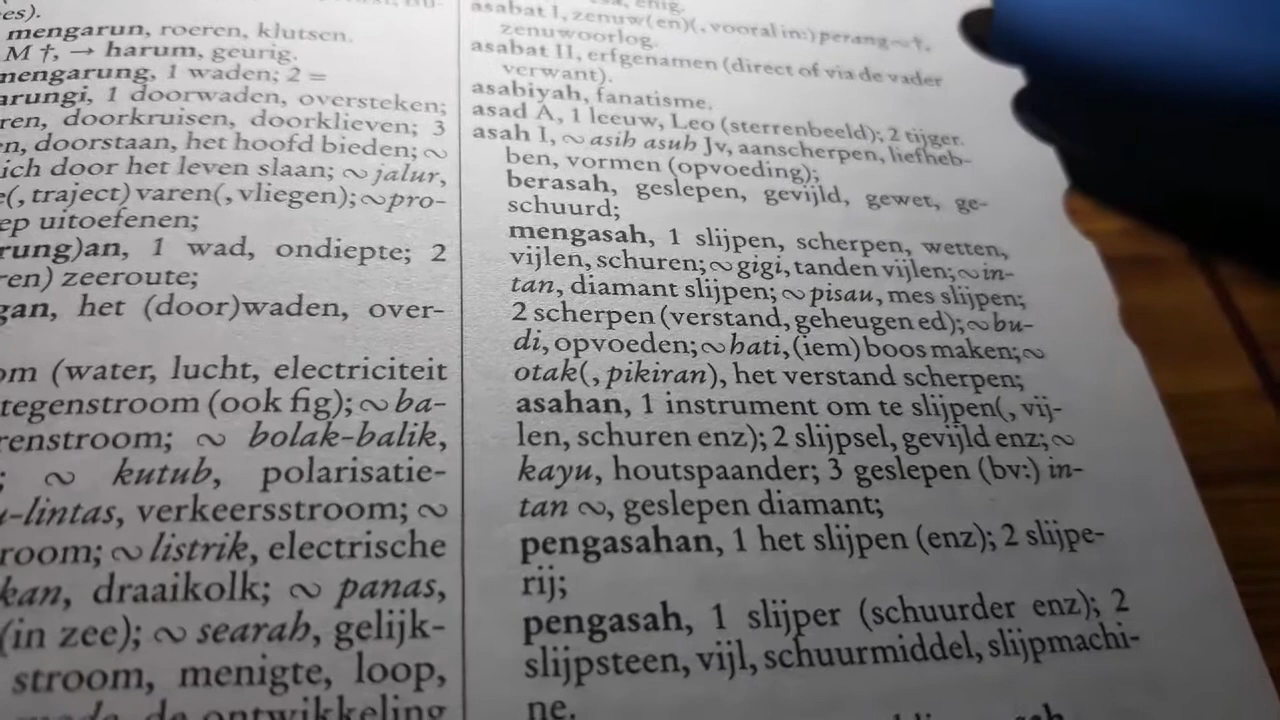 es).
mengarun, roeren, klutsen.
M †, → harum, geurig.
mengarung, 1 waden; 2 =
arungi, 1 doorwaden, oversteken;
ren, doorkruisen, doorklieven; 3
n, doorstaan, het hoofd bieden; ∾
ich door het leven slaan; ∾ jalur,
e(, traject) varen(, vliegen); ∾ pro-
ep uitoefenen;
rung)an, 1 wad, ondiepte; 2
ren) zeeroute;
gan, het (door)waden, over-
om (water, lucht, electriciteit
tegenstroom (ook fig); ∾ ba-
renstroom; ∾ bolak-balik,
; ∾ kutub, polarisatie-
u-lintas, verkeersstroom; ∾
room; ∾ listrik, electrische
kan, draaikolk; ∾ panas,
(in zee); ∾ searah, gelijk-
stroom, menigte, loop,
de ontwikkeling
enig.
asabat I, zenuw(en)(, vooral in:) perang ∾ †,
zenuwoorlog.
asabat II, erfgenamen (direct of via de vader
verwant).
asabiyah, fanatisme.
asad A, 1 leeuw, Leo (sterrenbeeld); 2 tijger.
asah I, ∾ asih asuh Jv, aanscherpen, liefheb-
ben, vormen (opvoeding);
berasah, geslepen, gevijld, gewet, ge-
schuurd;
mengasah, 1 slijpen, scherpen, wetten,
vijlen, schuren; ∾ gigi, tanden vijlen; ∾ in-
tan, diamant slijpen; ∾ pisau, mes slijpen;
2 scherpen (verstand, geheugen ed); ∾ bu-
di, opvoeden; ∾ hati, (iem) boos maken; ∾
otak(, pikiran), het verstand scherpen;
asahan, 1 instrument om te slijpen(, vij-
len, schuren enz); 2 slijpsel, gevijld enz; ∾
kayu, houtspaander; 3 geslepen (bv:) in-
tan ∾, geslepen diamant;
pengasahan, 1 het slijpen (enz); 2 slijpe-
rij;
pengasah, 1 slijper (schuurder enz); 2
slijpsteen, vijl, schuurmiddel, slijpmachi-
ne.